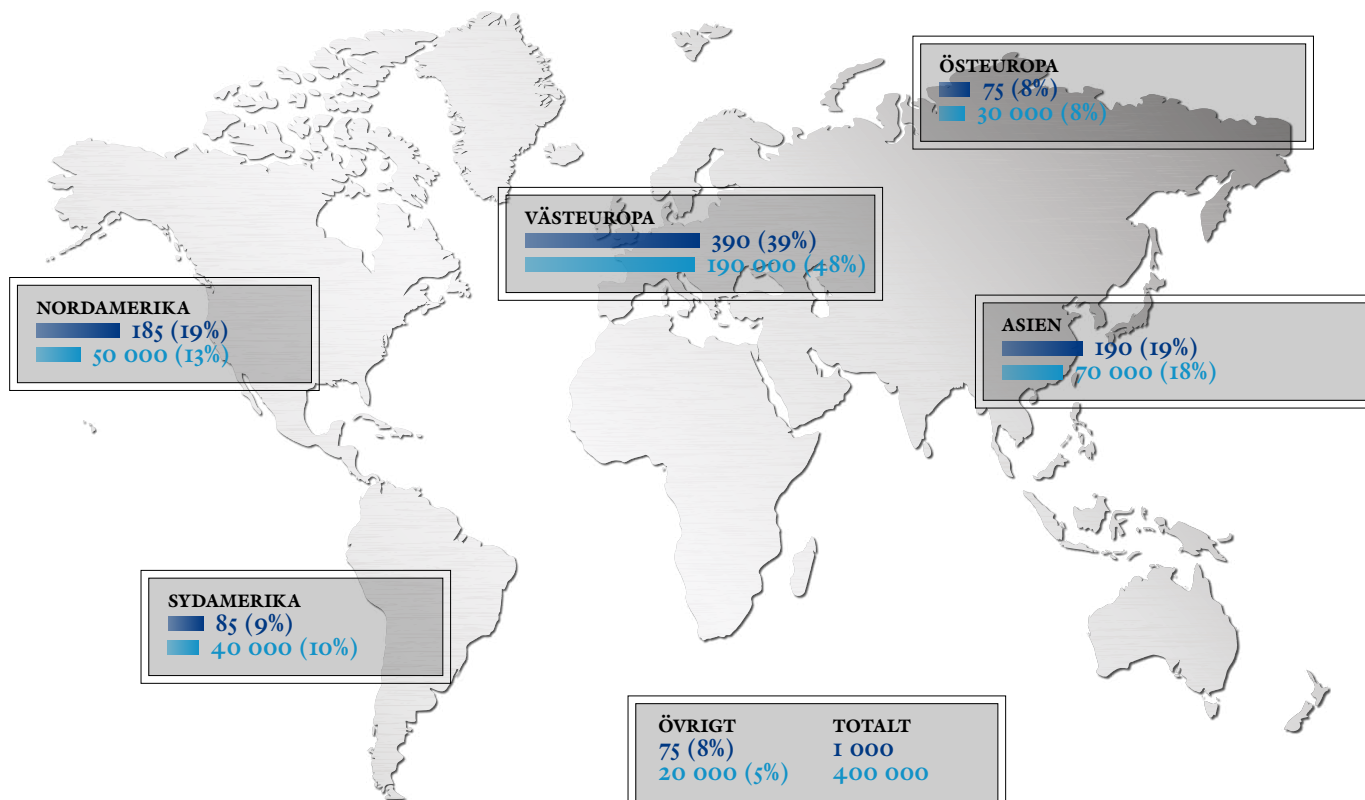 ÖSTEUROPA
75 (8%)
30 000 (8%)
VÄSTEUROPA
390 (39%)
190 000 (48%)
NORDAMERIKA
185 (19%)
50 000 (13%)
ASIEN
190 (19%)
70 000 (18%)
SYDAMERIKA
85 (9%)
40 000 (10%)
ÖVRIGT
75 (8%)
20 000 (5%)
TOTALT
1 000
400 000